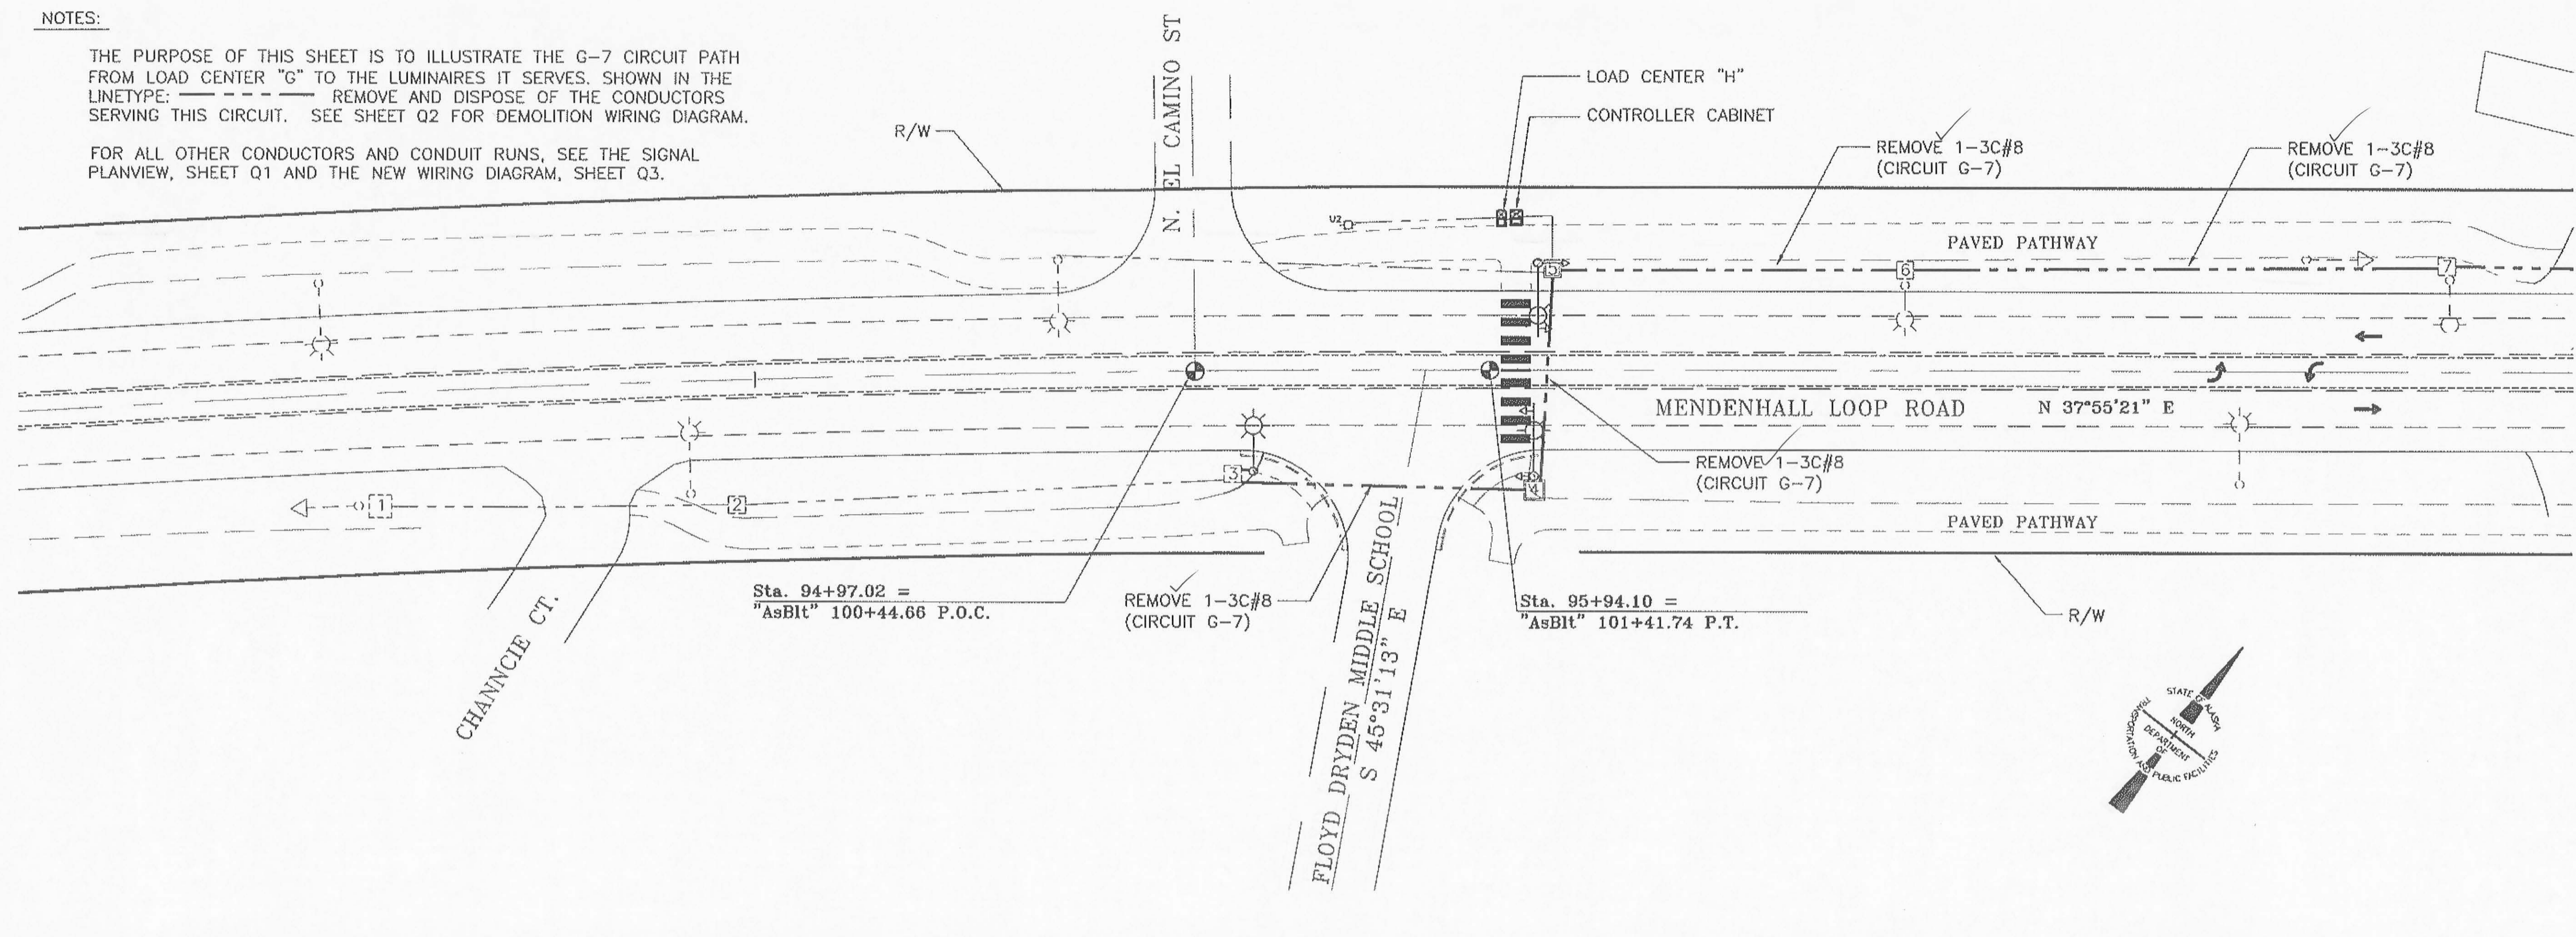 NOTES:
THE PURPOSE OF THIS SHEET IS TO ILLUSTRATE THE G-7 CIRCUIT PATH
FROM LOAD CENTER "G" TO THE LUMINAIRES IT SERVES. SHOWN IN THE
LINETYPE: REMOVE AND DISPOSE OF THE CONDUCTORS
SERVING THIS CIRCUIT. SEE SHEET Q2 FOR DEMOLITION WIRING DIAGRAM.
FOR ALL OTHER CONDUCTORS AND CONDUIT RUNS, SEE THE SIGNAL
PLANVIEW, SHEET Q1 AND THE NEW WIRING DIAGRAM, SHEET Q3.
R/W
N. EL CAMINO ST
LOAD CENTER "H"
CONTROLLER CABINET
REMOVE 1-3C#8
(CIRCUIT G-7)
REMOVE 1-3C#8
(CIRCUIT G-7)
V2
PAVED PATHWAY
5
6
7
MENDENHALL LOOP ROAD
N 37°55'21" E
REMOVE 1-3C#8
(CIRCUIT G-7)
1
2
3
4
PAVED PATHWAY
Sta. 94+97.02 =
"AsBlt" 100+44.66 P.O.C.
REMOVE 1-3C#8
(CIRCUIT G-7)
Sta. 95+94.10 =
"AsBlt" 101+41.74 P.T.
R/W
CHANNCIE CT.
FLOYD DRYDEN MIDDLE SCHOOL
S 45°31'13" E
STATE OF ALASKA
NORTH
DEPARTMENT
OF
TRANSPORTATION AND PUBLIC FACILITIES